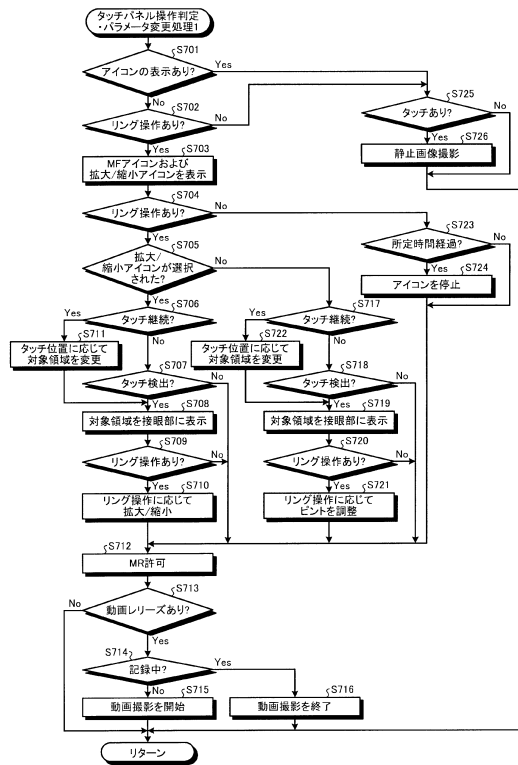 タッチパネル操作判定
・パラメータ変更処理1
S701
アイコンの表示あり?
Yes
No
S702
リング操作あり?
No
Yes
S725
タッチあり?
No
Yes
S726
静止画像撮影
S703
MFアイコンおよび
拡大/縮小アイコンを表示
S704
リング操作あり?
No
Yes
S723
所定時間経過?
No
Yes
S724
アイコンを停止
S705
拡大/
縮小アイコンが選択
された?
No
Yes
S706
タッチ継続?
Yes
No
S711
タッチ位置に応じて
対象領域を変更
S707
タッチ検出?
No
Yes
S708
対象領域を接眼部に表示
S709
リング操作あり?
No
Yes
S710
リング操作に応じて
拡大/縮小
S717
タッチ継続?
Yes
No
S722
タッチ位置に応じて
対象領域を変更
S718
タッチ検出?
No
Yes
S719
対象領域を接眼部に表示
S720
リング操作あり?
No
Yes
S721
リング操作に応じて
ピントを調整
S712
MR許可
S713
動画レリーズあり?
No
Yes
S714
記録中?
Yes
No
S715
動画撮影を開始
S716
動画撮影を終了
リターン